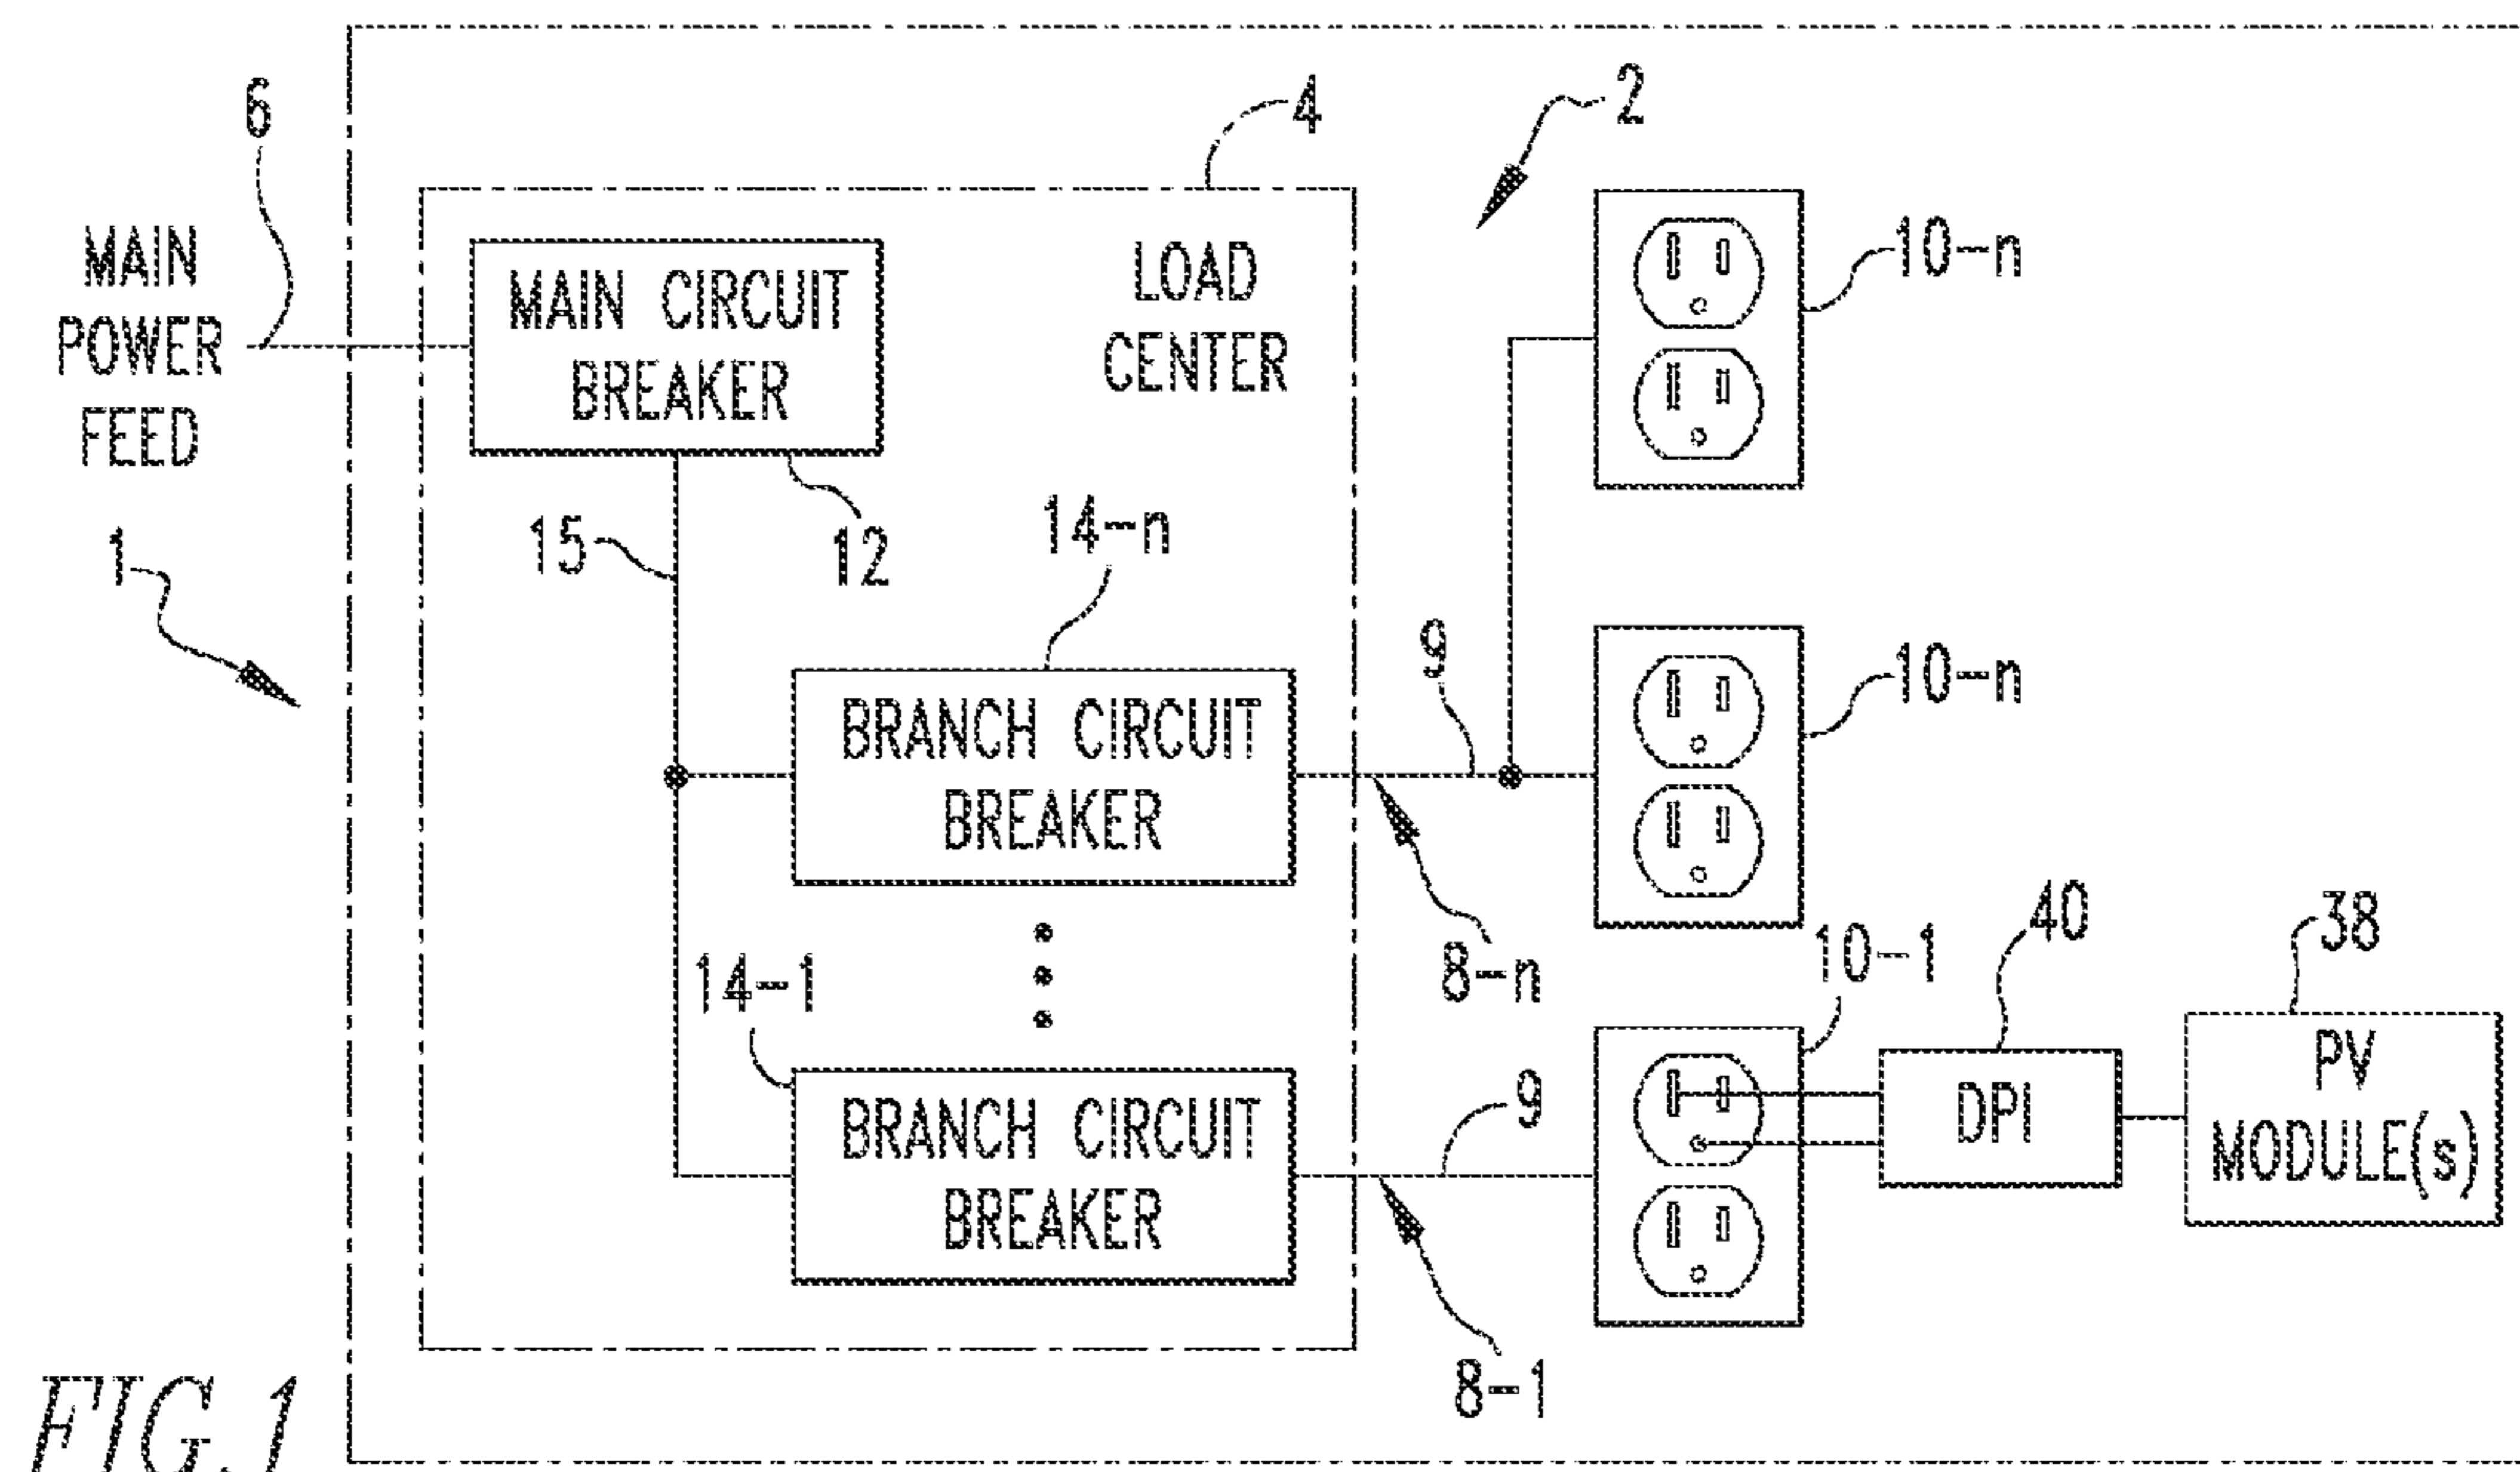 6
4
2
MAIN
POWER
FEED
MAIN CIRCUIT
BREAKER
LOAD
CENTER
10-n
1
15
12
14-n
9
10-n
BRANCH CIRCUIT
BREAKER
14-1
8-n
10-1
40
38
BRANCH CIRCUIT
BREAKER
9
DPI
PV
MODULE(s)
8-1
FIG.1